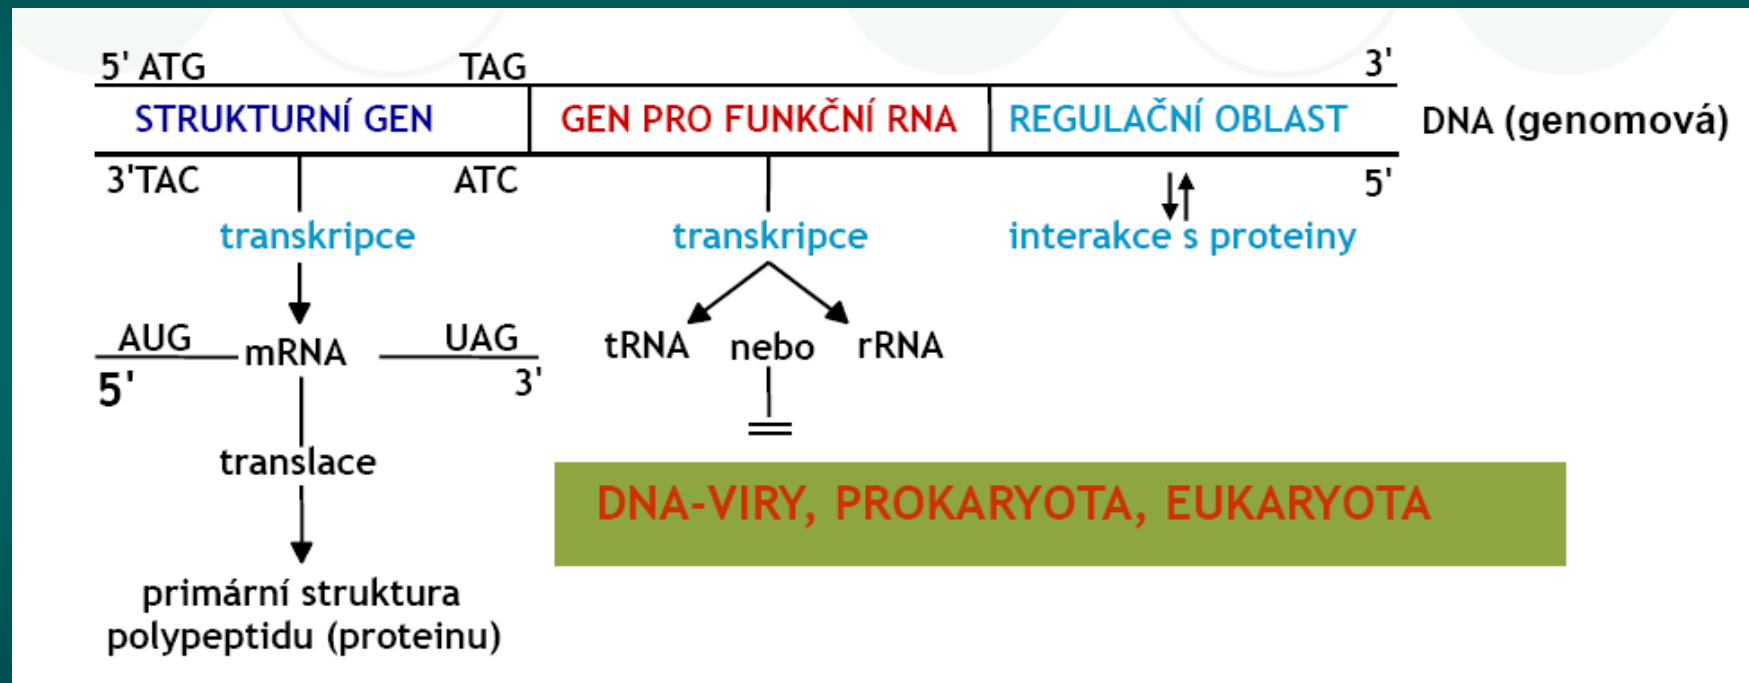 5' ATG TAG 3'
STRUKTURNÍ GEN GEN PRO FUNKČNÍ RNA REGULAČNÍ OBLAST DNA (genomová)
3'TAC ATC 5'
transkripce transkripce interakce s proteiny
AUG mRNA UAG tRNA nebo rRNA
5' 3'
translace
DNA-VIRY, PROKARYOTA, EUKARYOTA
primární struktura
polypeptidu (proteinu)